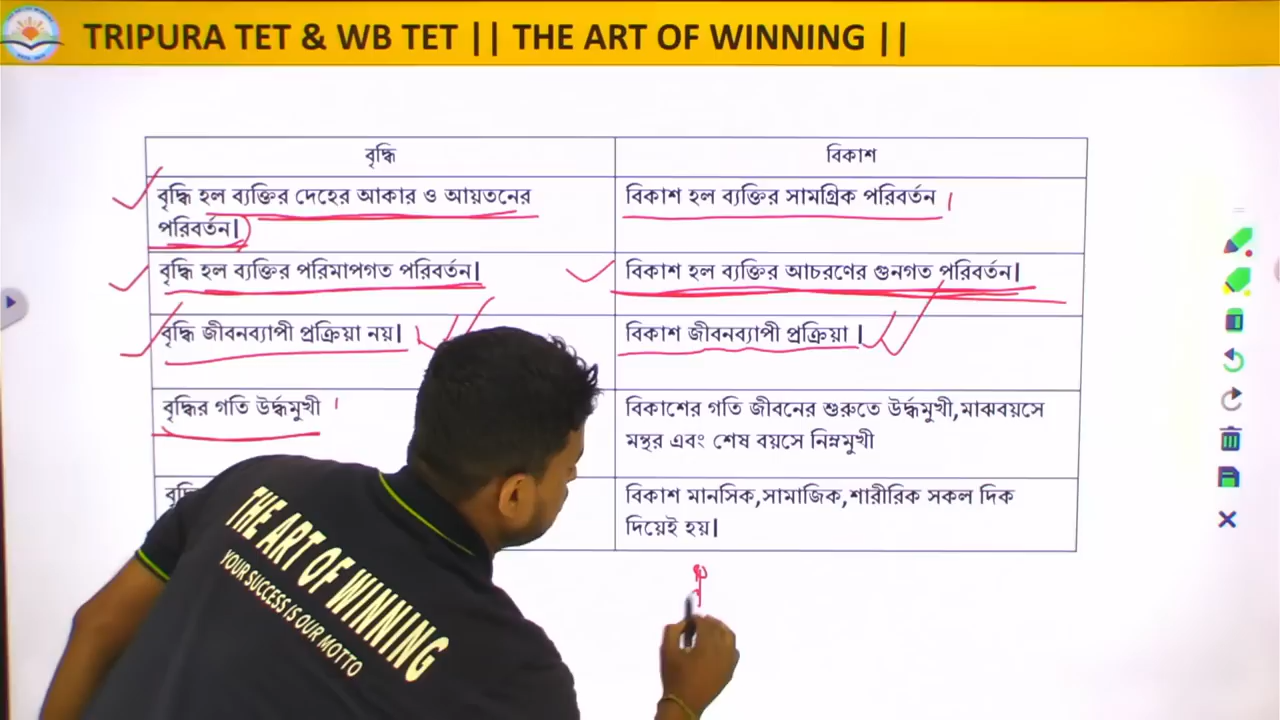 TRIPURA TET & WB TET || THE ART OF WINNING ||
বৃদ্ধি
বিকাশ
বৃদ্ধি হল ব্যক্তির দেহের আকার ও আয়তনের
পরিবর্তন।
বিকাশ হল ব্যক্তির সামগ্রিক পরিবর্তন ।
বৃদ্ধি হল ব্যক্তির পরিমাপগত পরিবর্তন।
বিকাশ হল ব্যক্তির আচরণের গুনগত পরিবর্তন।
বৃদ্ধি জীবনব্যাপী প্রক্রিয়া নয়।
বিকাশ জীবনব্যাপী প্রক্রিয়া ।
বৃদ্ধির গতি উর্দ্ধমুখী ।
বিকাশের গতি জীবনের শুরুতে উর্দ্ধমুখী,মাঝবয়সে
মন্থর এবং শেষ বয়সে নিম্নমুখী
বিকাশ মানসিক,সামাজিক,শারীরিক সকল দিক
দিয়েই হয়।
THE ART OF WINNING
YOUR SUCCESS IS OUR MOTTO